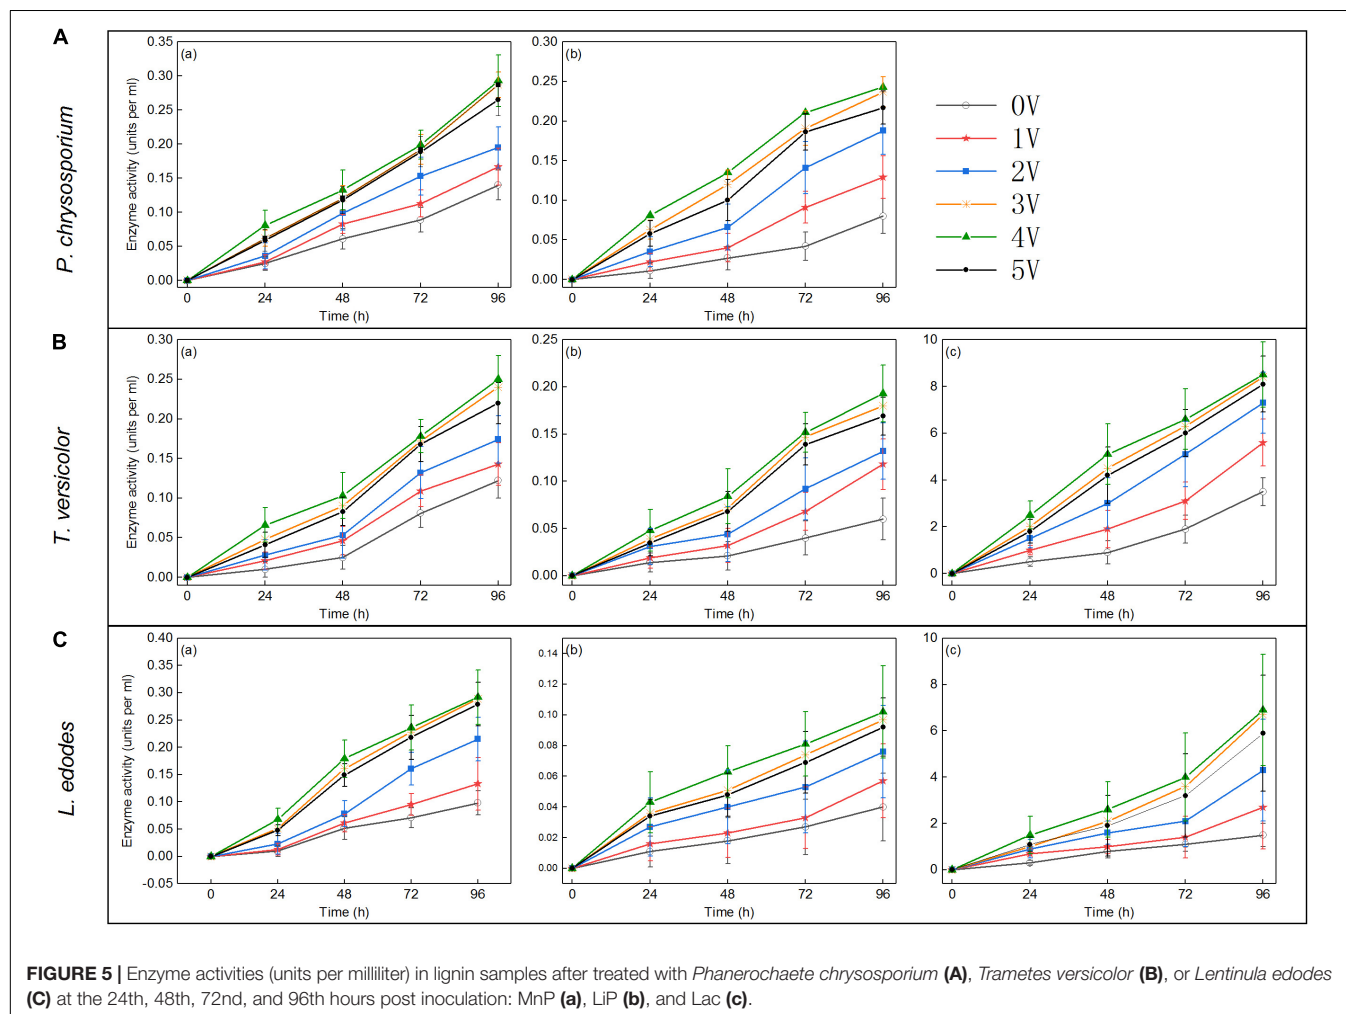 A
P. chrysosporium
(a)
Enzyme activity (units per ml)
0.35
0.30
0.25
0.20
0.15
0.10
0.05
0.00
0 24 48 72 96
Time (h)
(b)
0.30
0.25
0.20
0.15
0.10
0.05
0.00
0 24 48 72 96
Time (h)
0V
1V
2V
3V
4V
5V
B
T. versicolor
(a)
Enzyme activity (units per ml)
0.30
0.25
0.20
0.15
0.10
0.05
0.00
0 24 48 72 96
Time (h)
(b)
0.25
0.20
0.15
0.10
0.05
0.00
0 24 48 72 96
Time (h)
(c)
10
8
6
4
2
0
0 24 48 72 96
Time (h)
C
L. edodes
(a)
Enzyme activity (units per ml)
0.40
0.35
0.30
0.25
0.20
0.15
0.10
0.05
0.00
-0.05
0 24 48 72 96
Time (h)
(b)
0.14
0.12
0.10
0.08
0.06
0.04
0.02
0.00
0 24 48 72 96
Time (h)
(c)
10
8
6
4
2
0
0 24 48 72 96
Time (h)
FIGURE 5 | Enzyme activities (units per milliliter) in lignin samples after treated with Phanerochaete chrysosporium (A), Trametes versicolor (B), or Lentinula edodes
(C) at the 24th, 48th, 72nd, and 96th hours post inoculation: MnP (a), LiP (b), and Lac (c).